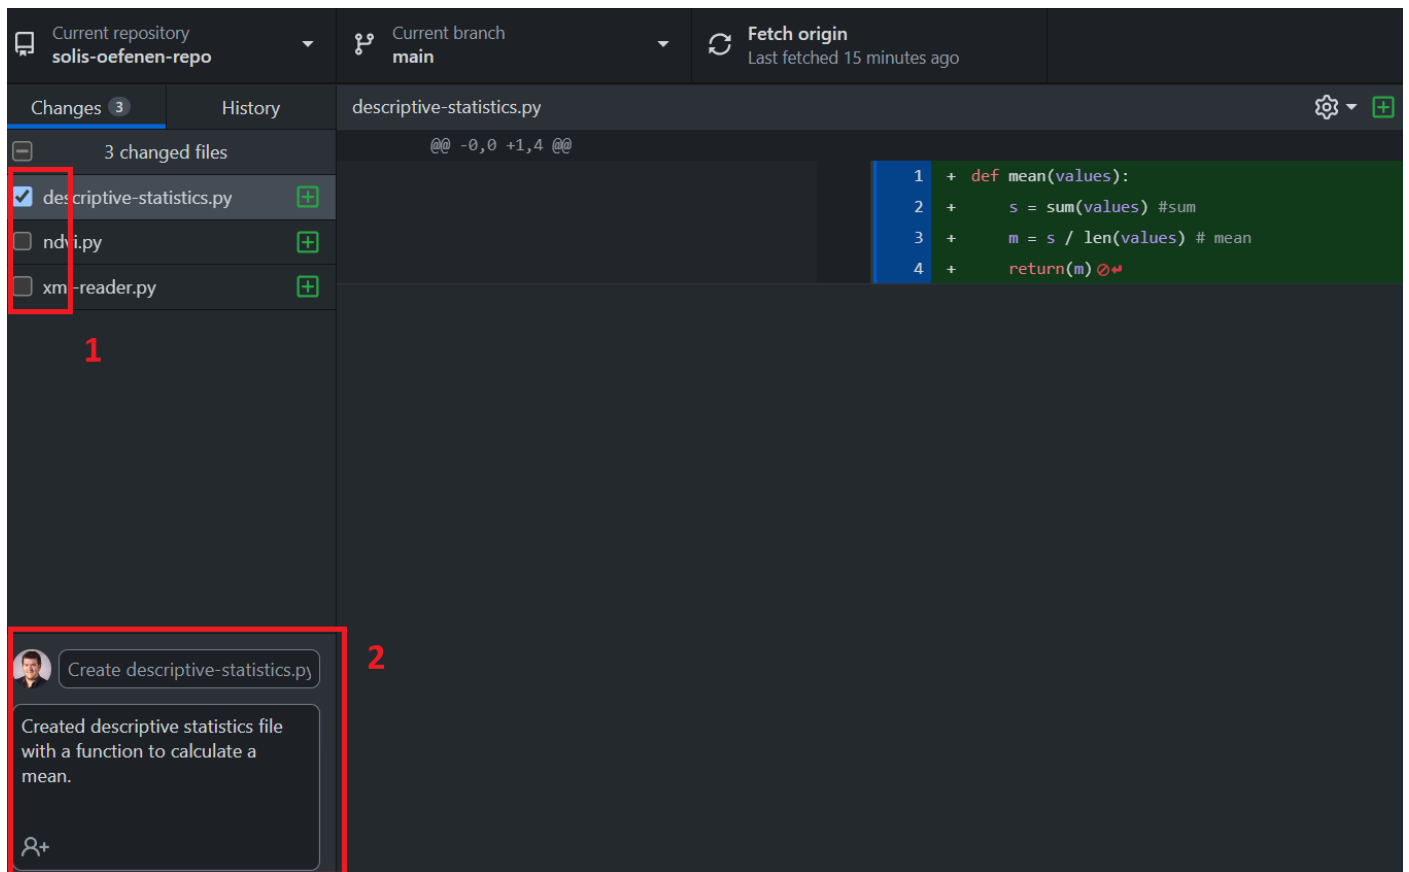 Current repository
solis-oefenen-repo
Current branch
main
Fetch origin
Last fetched 15 minutes ago
Changes 3
History
descriptive-statistics.py
3 changed files
@@ -0,0 +1,4 @@
descriptive-statistics.py
ndvi.py
xml-reader.py
1 + def mean(values):
2 + s = sum(values) #sum
3 + m = s / len(values) # mean
4 + return(m)
1
2
Create descriptive-statistics.py
Created descriptive statistics file
with a function to calculate a
mean.